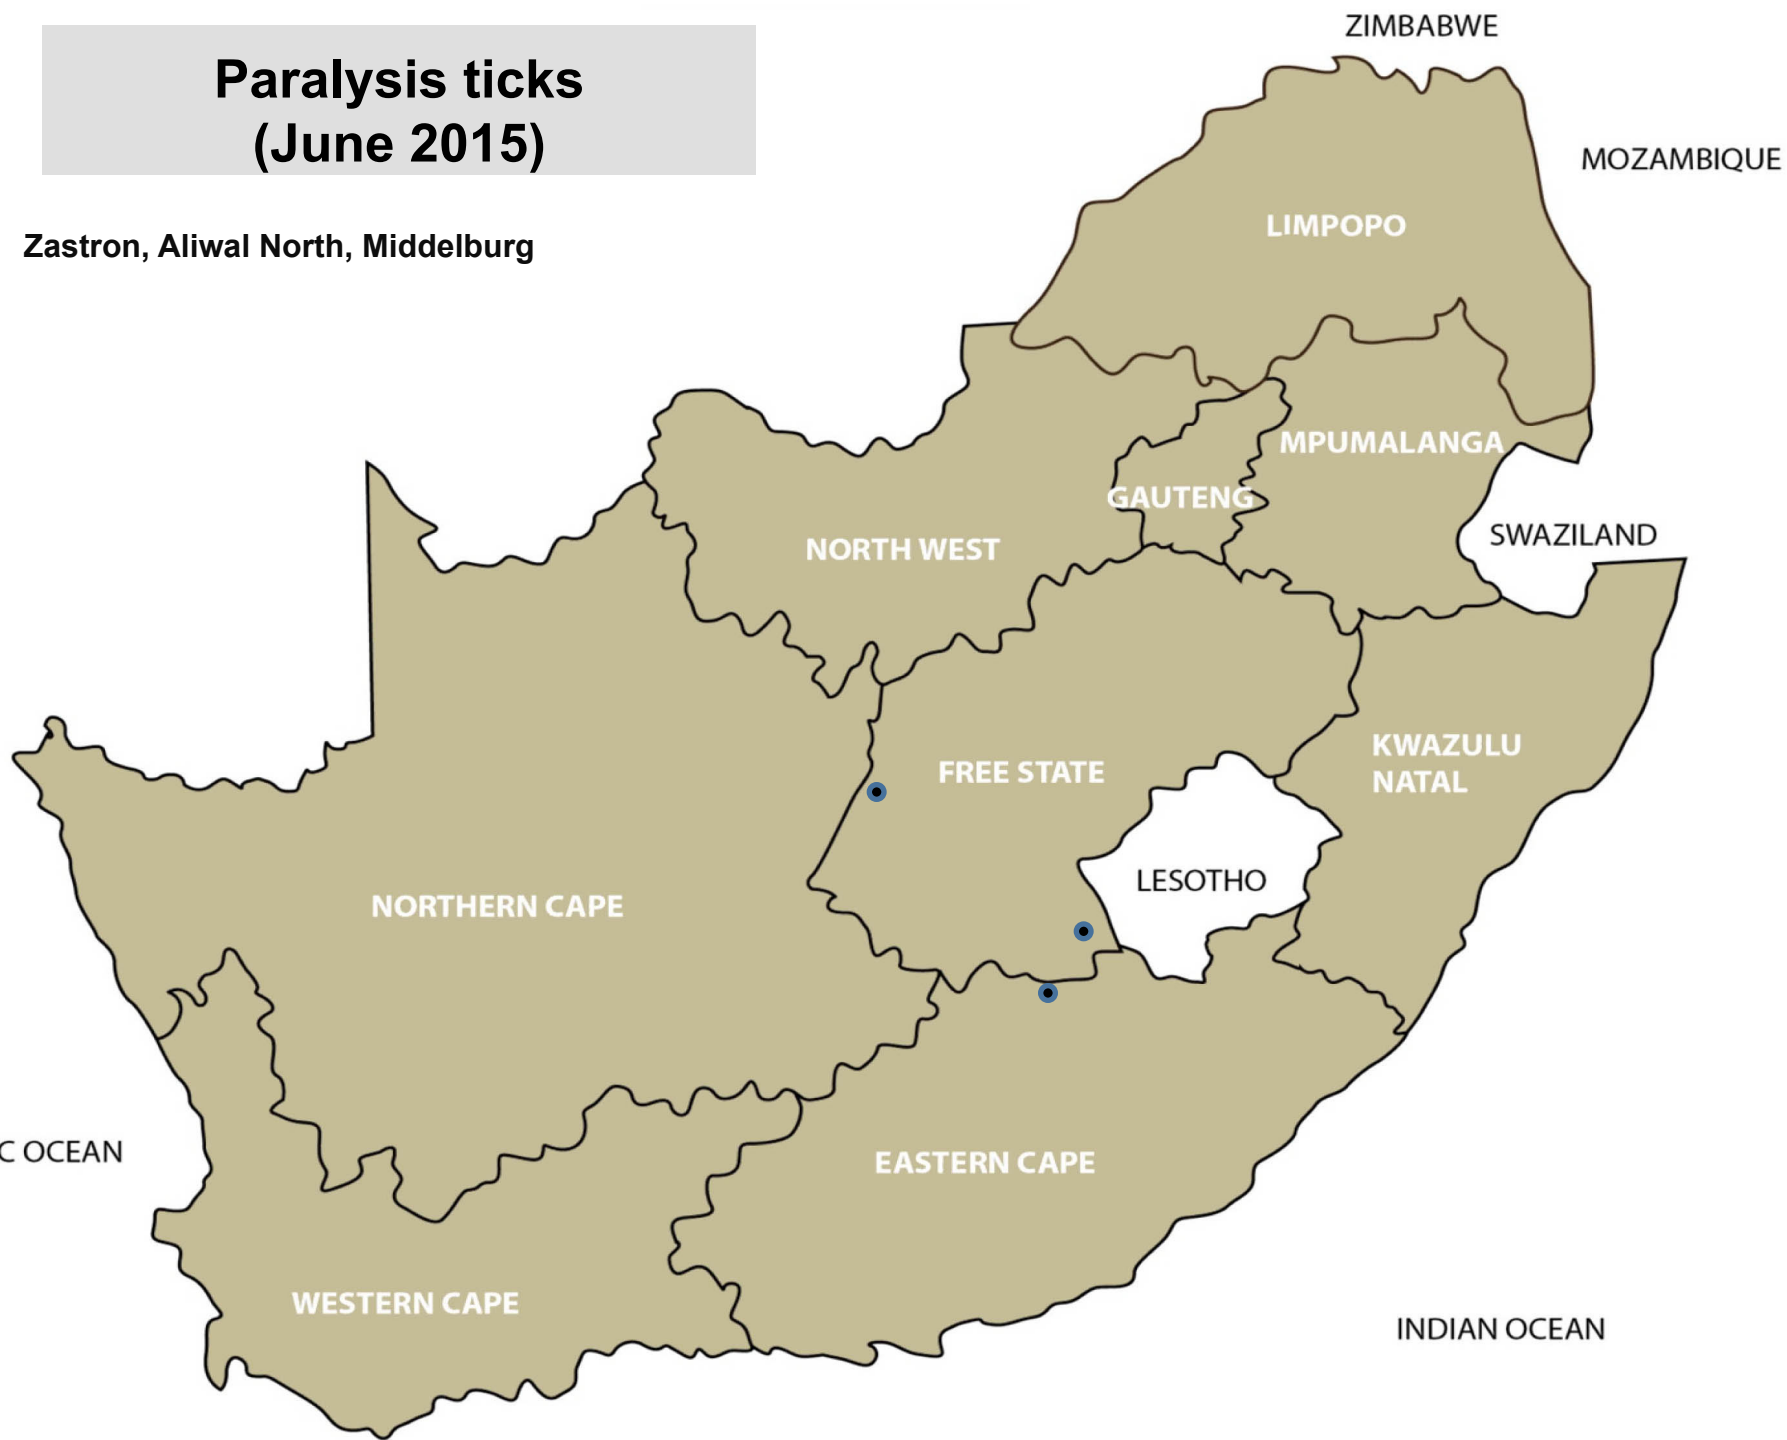 Paralysis ticks
(June 2015)
Zastron, Aliwal North, Middelburg
ZIMBABWE
MOZAMBIQUE
LIMPOPO
MPUMALANGA
GAUTENG
SWAZILAND
NORTH WEST
KWAZULU
NATAL
FREE STATE
LESOTHO
NORTHERN CAPE
C OCEAN
EASTERN CAPE
WESTERN CAPE
INDIAN OCEAN